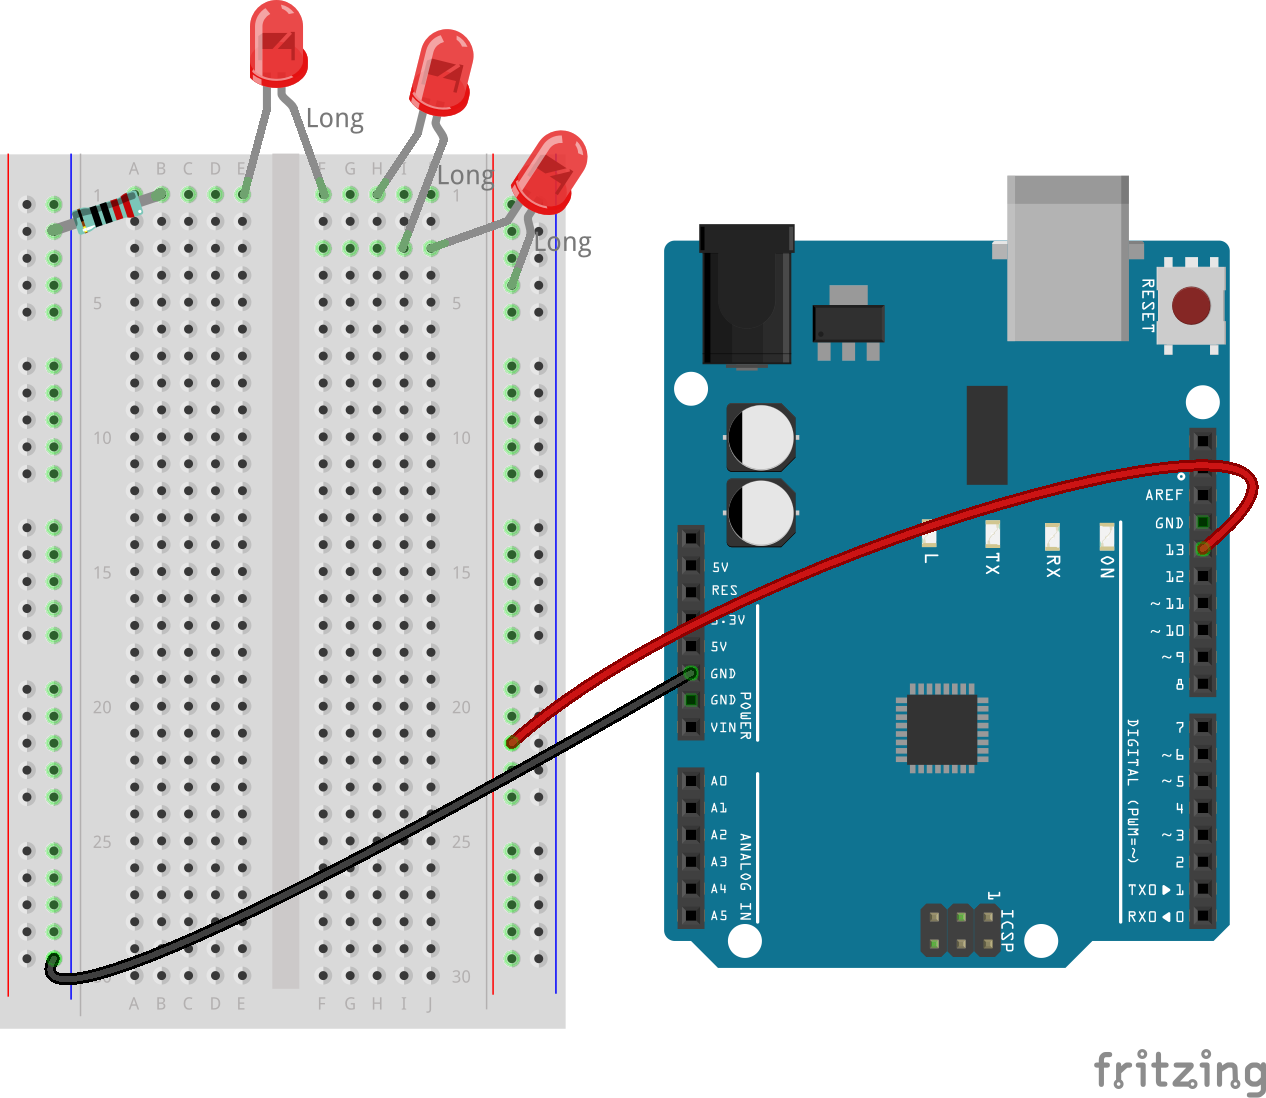 Long
Long
Long
A B C D E F G H I J
1 1
5 5
10 10
15 15
20 20
25 25
30 30
A B C D E F G H I J
RESET
AREF
GND
13
12
~11
~10
~9
8
7
~6
~5
4
~3
2
TX0▶1
RX0◀0
DIGITAL (PWM=~)
L
TX
RX
ON
5V
RES
3.3V
5V
GND
GND
VIN
POWER
A0
A1
A2
A3
A4
A5
ANALOG IN
1
ICSP
fritzing